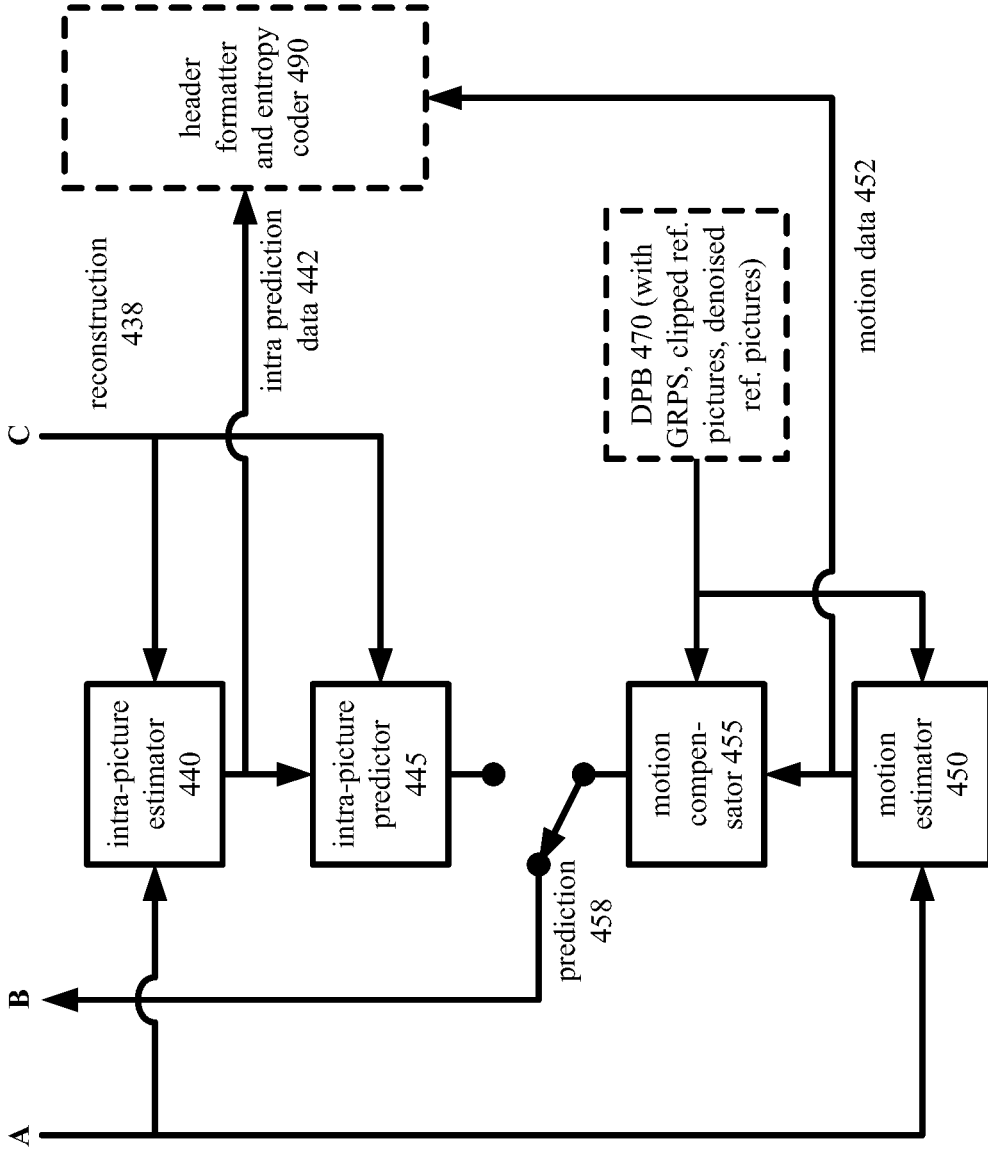 A
B
C
intra-picture
estimator
440
intra-picture
predictor
445
prediction
458
motion
compen-
sator 455
motion
estimator
450
reconstruction
438
intra prediction
data 442
header
formatter
and entropy
coder 490
DPB 470 (with
GRPS, clipped ref.
pictures, denoised
ref. pictures)
motion data 452